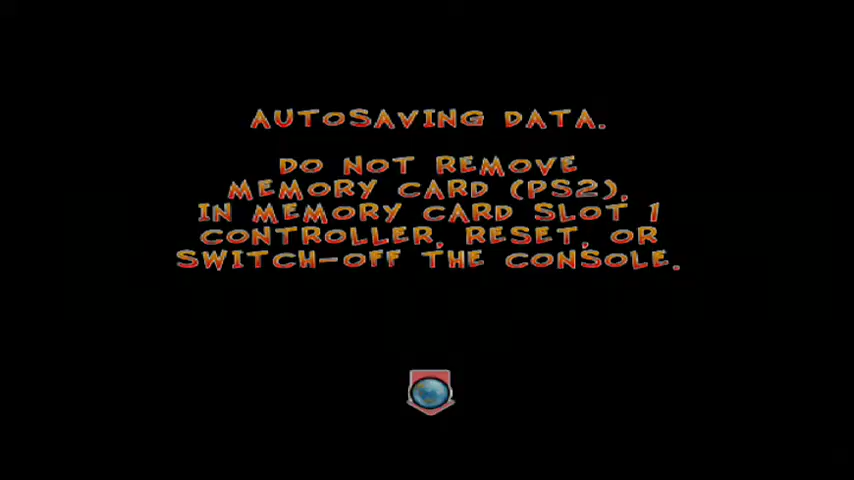 AUTOSAVING DATA.
DO NOT REMOVE
MEMORY CARD (PS2),
IN MEMORY CARD SLOT 1
CONTROLLER, RESET, OR
SWITCH-OFF THE CONSOLE.